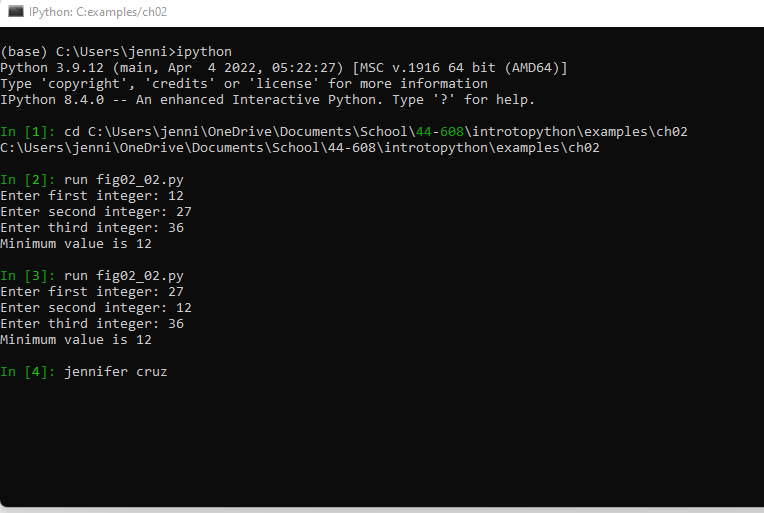 IPython: C:examples/ch02
(base) C:\Users\jenni>ipython
Python 3.9.12 (main, Apr  4 2022, 05:22:27) [MSC v.1916 64 bit (AMD64)]
Type 'copyright', 'credits' or 'license' for more information
IPython 8.4.0 -- An enhanced Interactive Python. Type '?' for help.
In [1]: cd C:\Users\jenni\OneDrive\Documents\School\44-608\introtopython\examples\ch02
C:\Users\jenni\OneDrive\Documents\School\44-608\introtopython\examples\ch02
In [2]: run fig02_02.py
Enter first integer: 12
Enter second integer: 27
Enter third integer: 36
Minimum value is 12
In [3]: run fig02_02.py
Enter first integer: 27
Enter second integer: 12
Enter third integer: 36
Minimum value is 12
In [4]: jennifer cruz